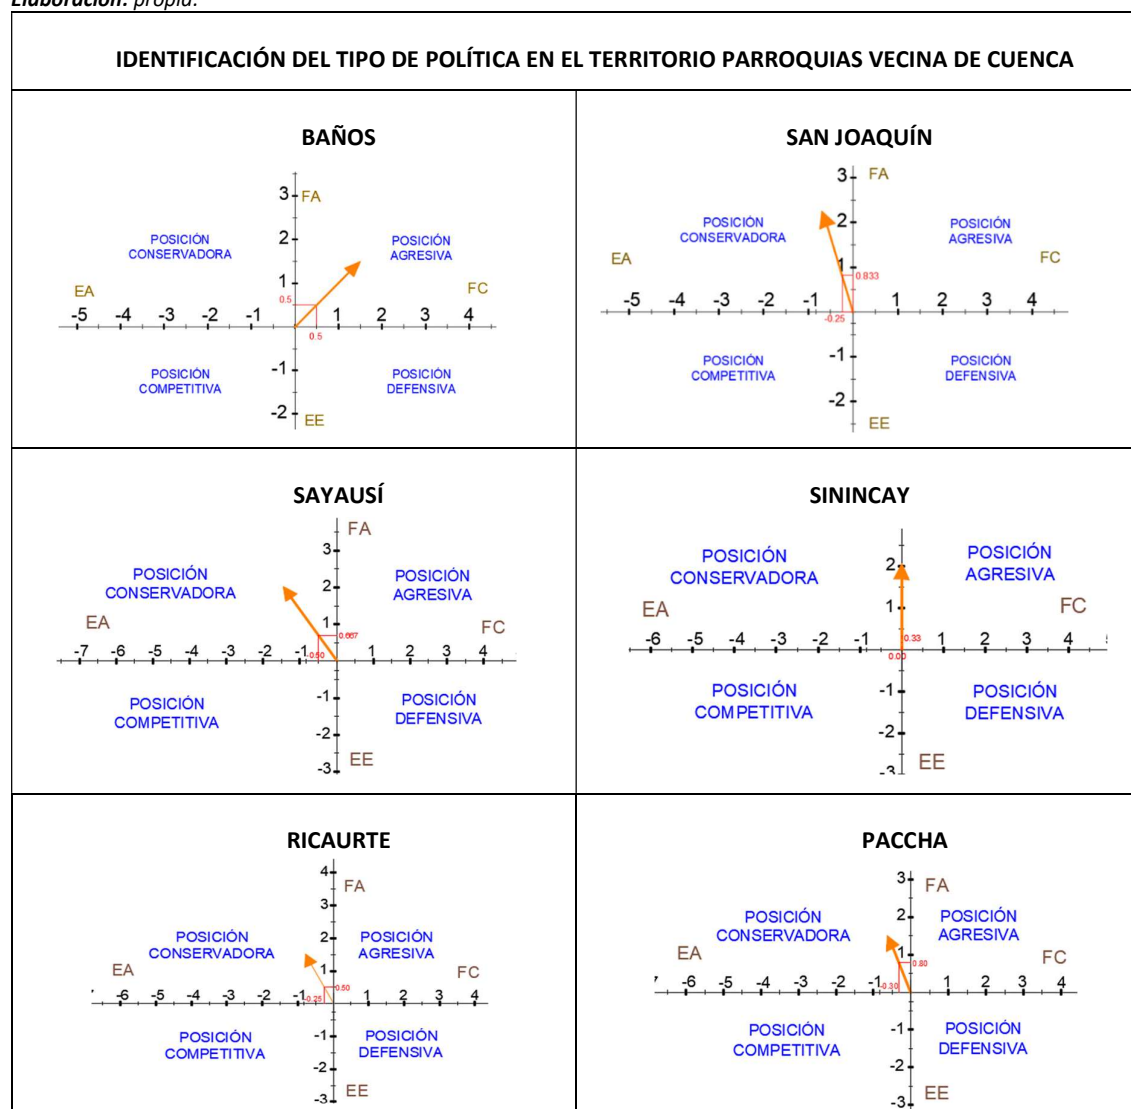 Elaboración: propia.
IDENTIFICACIÓN DEL TIPO DE POLÍTICA EN EL TERRITORIO PARROQUIAS VECINA DE CUENCA
BAÑOS
3 FA
POSICIÓN CONSERVADORA
2
POSICIÓN AGRESIVA
1
EA
0.5
FC
-5 -4 -3 -2 -1 1 2 3 4
0.5
POSICIÓN COMPETITIVA
-1
POSICIÓN DEFENSIVA
-2
EE
SAN JOAQUÍN
3 FA
POSICIÓN CONSERVADORA
2
POSICIÓN AGRESIVA
EA
1
0.833
FC
-5 -4 -3 -2 -1 1 2 3 4
-0.25
POSICIÓN COMPETITIVA
-1
POSICIÓN DEFENSIVA
-2
EE
SAYAUSÍ
FA
3
POSICIÓN CONSERVADORA
2
POSICIÓN AGRESIVA
EA
1
FC
0.667
-7 -6 -5 -4 -3 -2 -1 1 2 3 4
-0.50
POSICIÓN COMPETITIVA
-1
POSICIÓN DEFENSIVA
-2
EE
-3
SININCAY
POSICIÓN CONSERVADORA
2
POSICIÓN AGRESIVA
EA
1
FC
0.33
-6 -5 -4 -3 -2 -1 1 2 3 4
0.00
POSICIÓN COMPETITIVA
-1
POSICIÓN DEFENSIVA
-2
EE
-3
RICAURTE
4
FA
3
POSICIÓN CONSERVADORA
2
POSICIÓN AGRESIVA
EA
1
FC
0.50
-6 -5 -4 -3 -2 -1 1 2 3 4
-0.25
POSICIÓN COMPETITIVA
-1
POSICIÓN DEFENSIVA
-2
EE
-3
PACCHA
3 FA
POSICIÓN CONSERVADORA
2
POSICIÓN AGRESIVA
EA
1
0.80
FC
-6 -5 -4 -3 -2 -1 1 2 3 4
-0.30
POSICIÓN COMPETITIVA
-1
POSICIÓN DEFENSIVA
-2
EE
-3